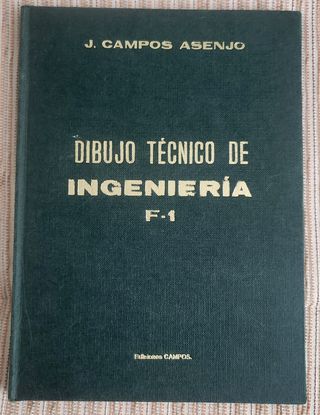 J. CAMPOS ASENJO
DIBUJO TÉCNICO DE
INGENIERÍA
F-1
Ediciones CAMPOS.